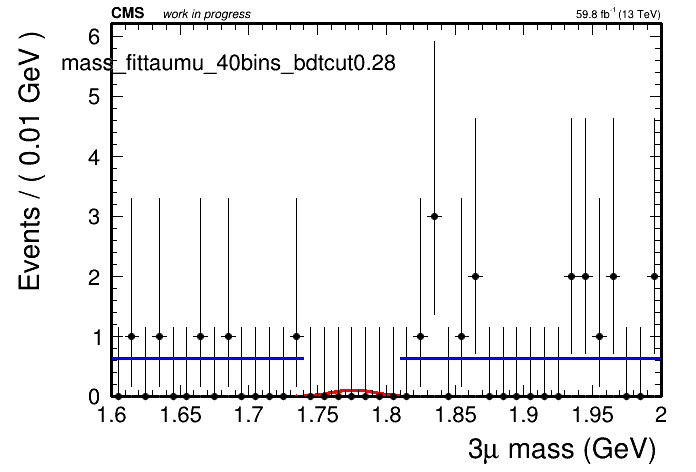 CMS work in progress 59.8 fb⁻¹ (13 TeV)
mass_fittaumu_40bins_bdtcut0.28
Events / ( 0.01 GeV )
6
5
4
3
2
1
0
1.6 1.65 1.7 1.75 1.8 1.85 1.9 1.95 2
3μ mass (GeV)